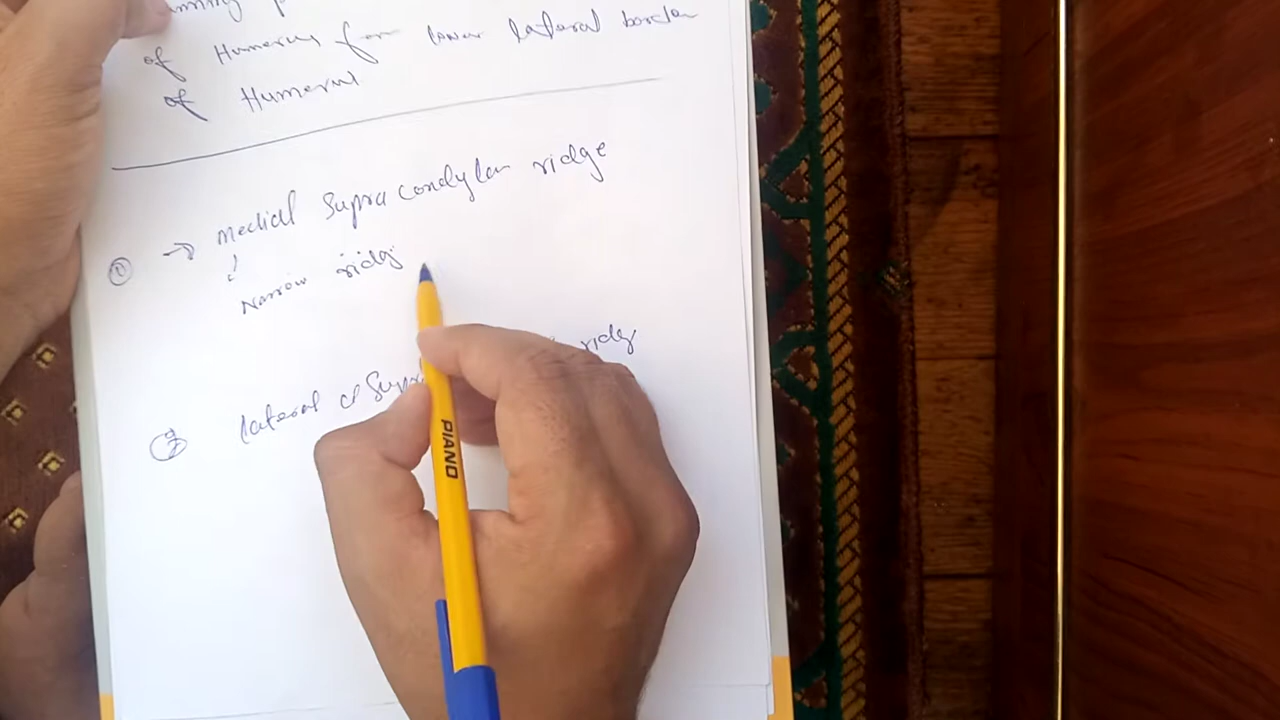 of Humerus for lower lateral border
of Humerus
① → Medial Supra condylar ridge
Narrow ridge
② lateral Supra ridge
PIANO